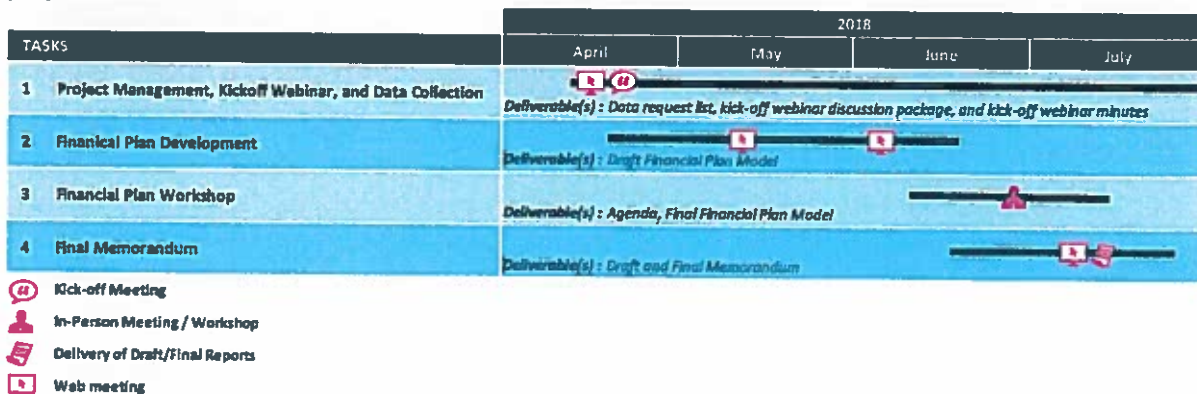 2018
TASKS
April May June July
1 Project Management, Kickoff Webinar, and Data Collection
Deliverable(s) : Data request list, kick-off webinar discussion package, and kick-off webinar minutes
2 Finanical Plan Development
Deliverable(s) : Draft Financial Plan Model
3 Financial Plan Workshop
Deliverable(s) : Agenda, Final Financial Plan Model
4 Final Memorandum
Deliverable(s) : Draft and Final Memorandum
Kick-off Meeting
In-Person Meeting / Workshop
Delivery of Draft/Final Reports
Web meeting